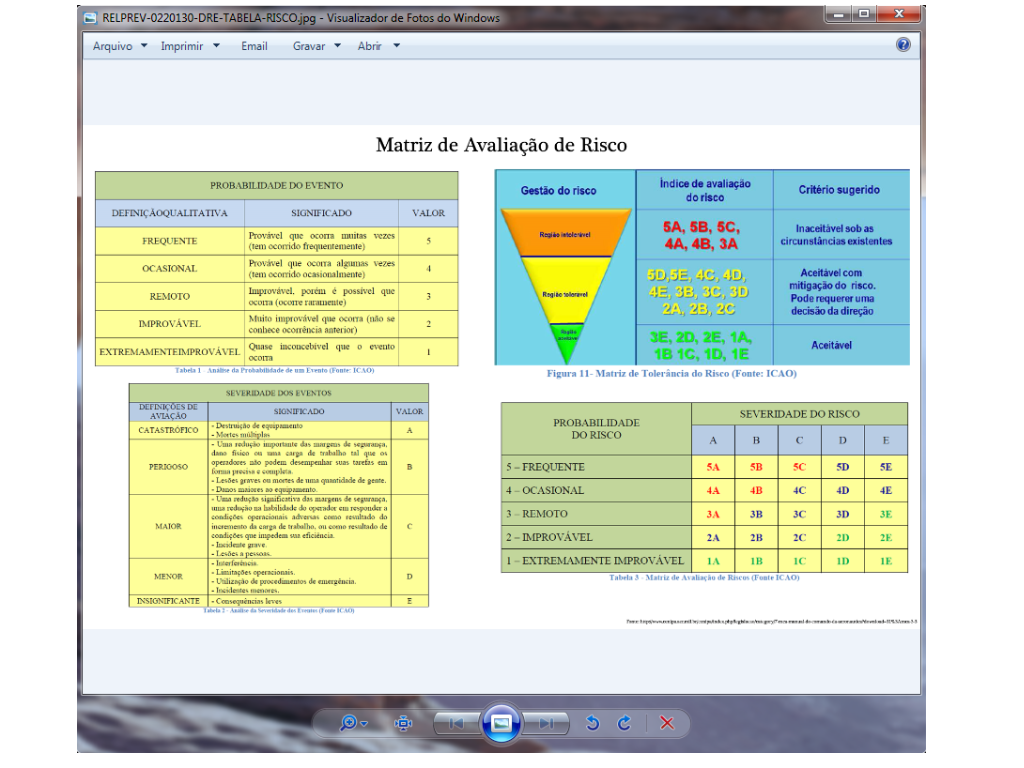 RELPREV-0220130-DRE-TABELA-RISCO.jpg - Visualizador de Fotos do Windows
Arquivo Imprimir Email Gravar Abrir
Matriz de Avaliação de Risco
PROBABILIDADE DO EVENTO
DEFINIÇÃOQUALITATIVA SIGNIFICADO VALOR
FREQUENTE Provável que ocorra muitas vezes (tem ocorrido frequentemente) 5
OCASIONAL Provável que ocorra algumas vezes (tem ocorrido ocasionalmente) 4
REMOTO Improvável, porém é possível que ocorra (ocorre raramente) 3
IMPROVÁVEL Muito improvável que ocorra (não se conhece ocorrência anterior) 2
EXTREMAMENTEIMPROVÁVEL Quase inconcebível que o evento ocorra 1
Tabela 1 - Análise da Probabilidade de um Evento (Fonte: ICAO)
SEVERIDADE DOS EVENTOS
DEFINIÇÕES DE AVIAÇÃO SIGNIFICADO VALOR
CATASTRÓFICO - Destruição de equipamento
- Mortes múltiplas A
PERIGOSO - Uma redução importante das margens de segurança,
dano físico ou uma carga de trabalho tal que os
operadores não podem desempenhar suas tarefas em
forma precisa e completa.
- Lesões graves ou mortes de uma quantidade de gente.
- Danos maiores ao equipamento. B
MAIOR - Uma redução significativa das margens de segurança,
uma redução na habilidade do operador em responder a
condições operacionais adversas como resultado do
incremento da carga de trabalho, ou como resultado de
condições que impedem sua eficiência.
- Incidente grave.
- Lesões a pessoas. C
MENOR - Interferência.
- Limitações operacionais.
- Utilização de procedimentos de emergência.
- Incidentes menores. D
INSIGNIFICANTE - Consequências leves E
Tabela 2 - Análise da Severidade dos Eventos (Fonte ICAO)
Gestão do risco Índice de avaliação do risco Critério sugerido
Região intolerável
5A, 5B, 5C,
4A, 4B, 3A
Inaceitável sob as
circunstâncias existentes
Região tolerável
5D,5E, 4C, 4D,
4E, 3B, 3C, 3D
2A, 2B, 2C
Aceitável com
mitigação do risco.
Pode requerer uma
decisão da direção
Região aceitável
3E, 2D, 2E, 1A,
1B 1C, 1D, 1E
Aceitável
Figura 11- Matriz de Tolerância do Risco (Fonte: ICAO)
PROBABILIDADE DO RISCO SEVERIDADE DO RISCO
A B C D E
5 – FREQUENTE 5A 5B 5C 5D 5E
4 – OCASIONAL 4A 4B 4C 4D 4E
3 – REMOTO 3A 3B 3C 3D 3E
2 – IMPROVÁVEL 2A 2B 2C 2D 2E
1 – EXTREMAMENTE IMPROVÁVEL 1A 1B 1C 1D 1E
Tabela 3 - Matriz de Avaliação de Riscos (Fonte ICAO)